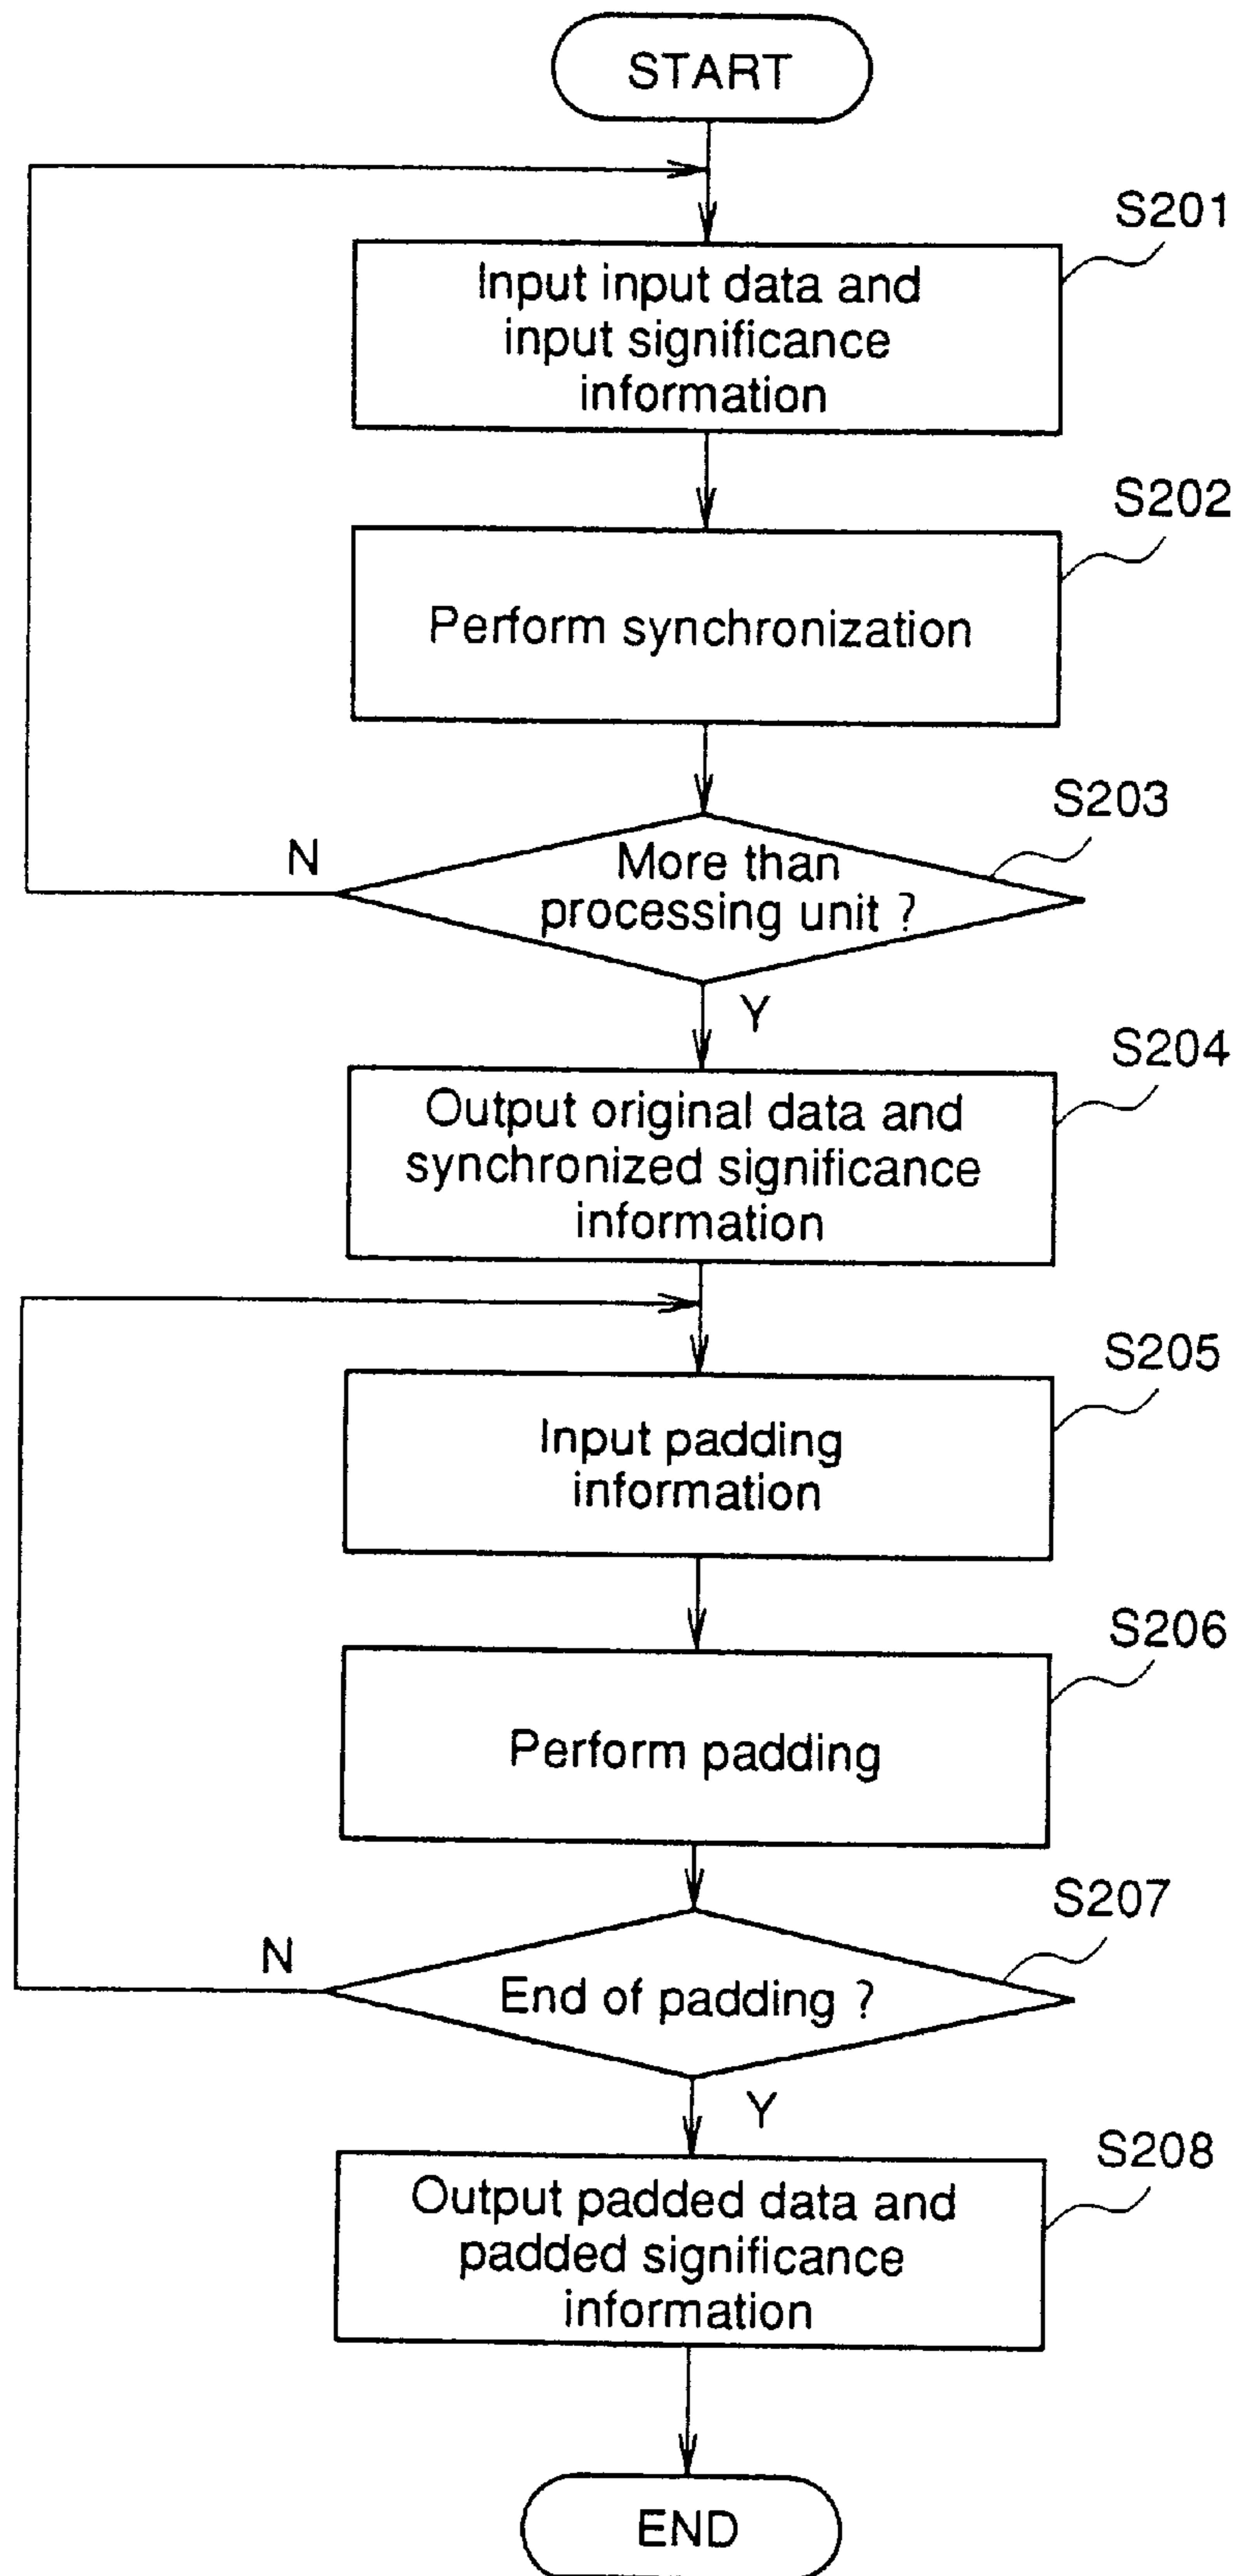 START
S201
Input input data and
input significance
information
S202
Perform synchronization
S203
N
More than
processing unit ?
Y
S204
Output original data and
synchronized significance
information
S205
Input padding
information
S206
Perform padding
S207
N
End of padding ?
Y
S208
Output padded data and
padded significance
information
END